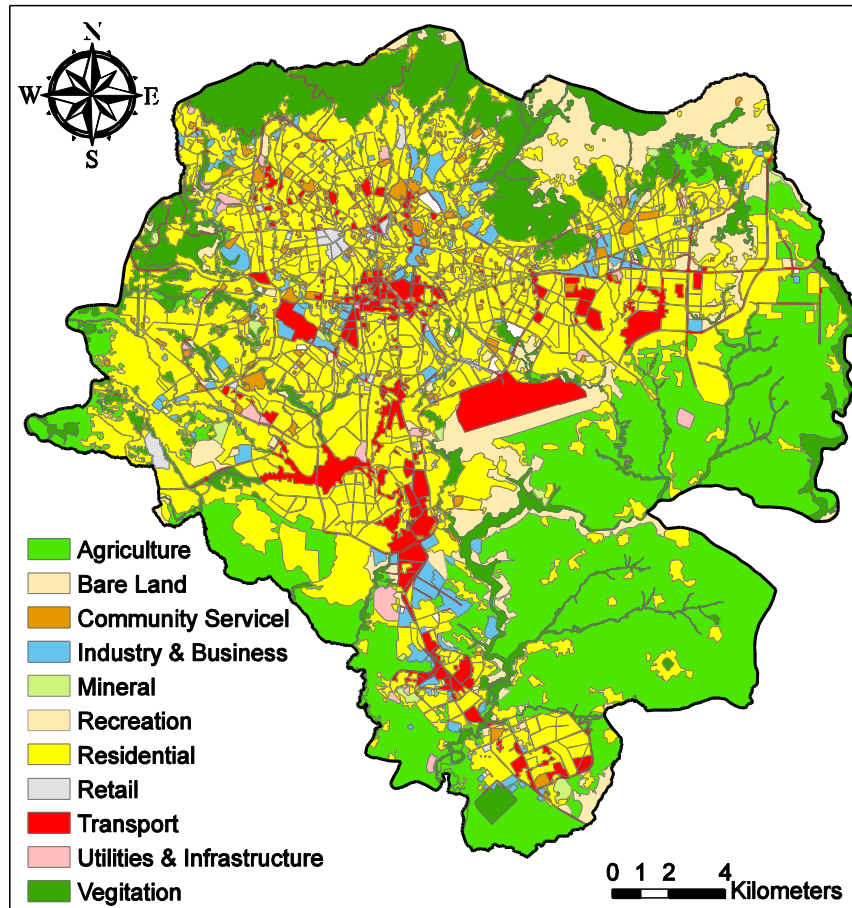 N
W E
S
Agriculture
Bare Land
Community Servicel
Industry & Business
Mineral
Recreation
Residential
Retail
Transport
Utilities & Infrastructure
Vegitation
0 1 2 4
Kilometers